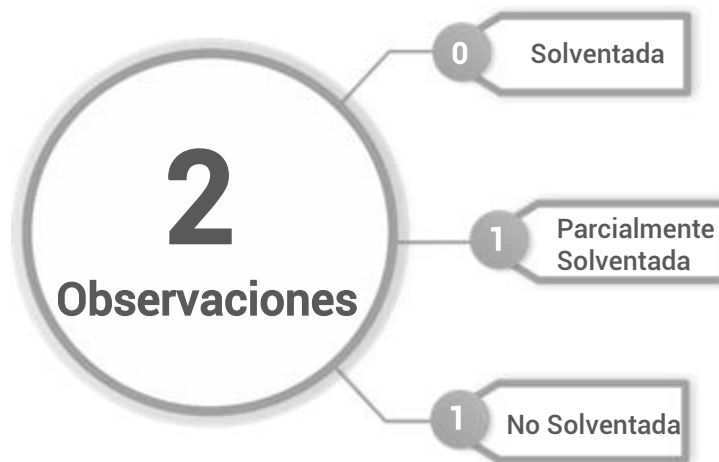 2
Observaciones
0
Solventada
1
Parcialmente
Solventada
1
No Solventada